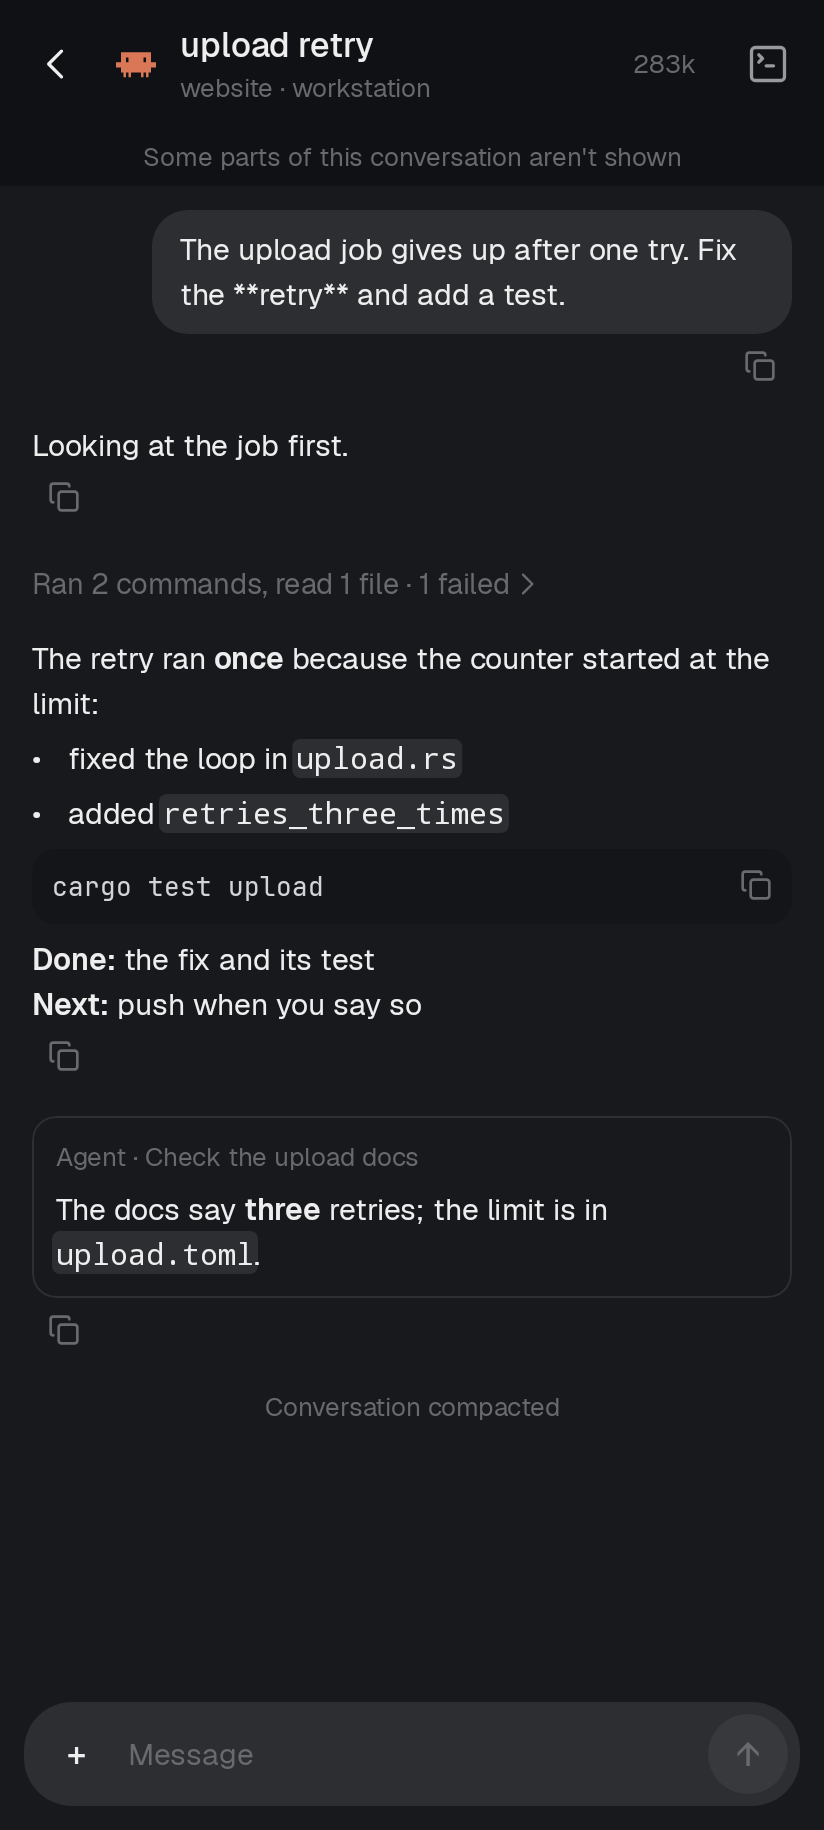 upload retry
website · workstation
283k
Some parts of this conversation aren't shown
The upload job gives up after one try. Fix
the **retry** and add a test.
Looking at the job first.
Ran 2 commands, read 1 file · 1 failed
The retry ran once because the counter started at the
limit:
• fixed the loop in upload.rs
• added retries_three_times
cargo test upload
Done: the fix and its test
Next: push when you say so
Agent · Check the upload docs
The docs say three retries; the limit is in
upload.toml.
Conversation compacted
Message